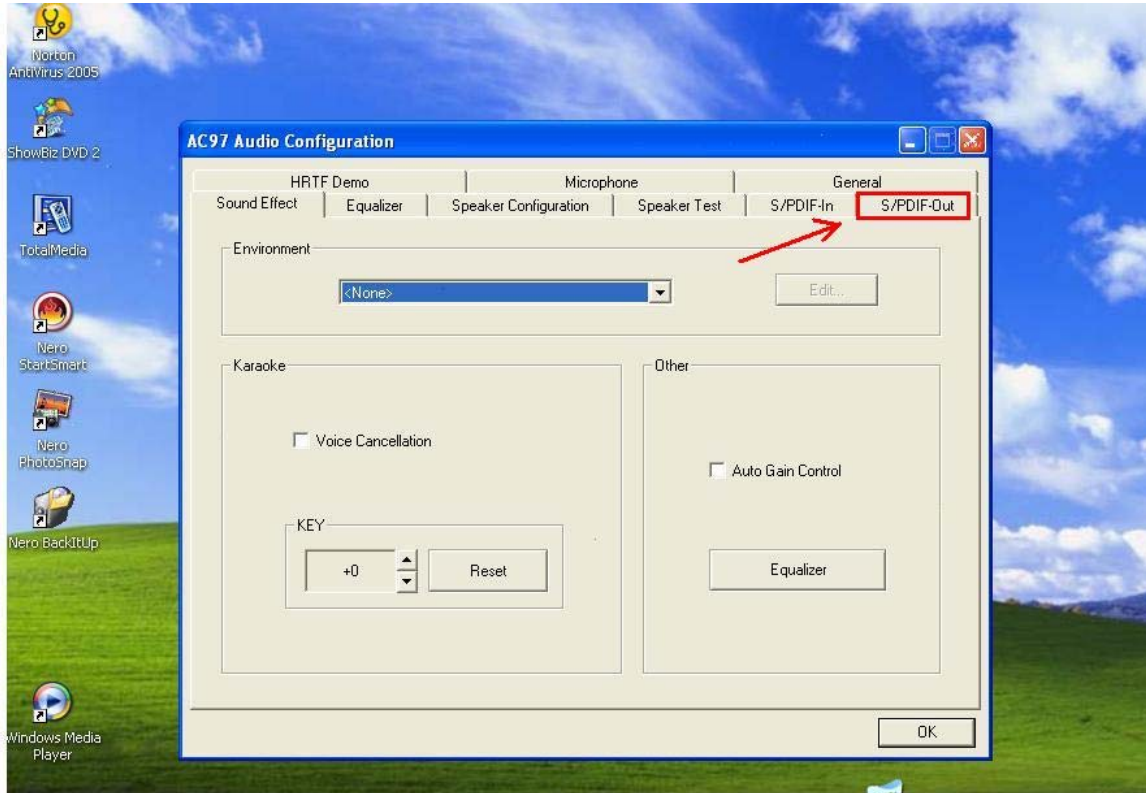 Norton
AntiVirus 2005
ShowBiz DVD 2
TotalMedia
Nero
StartSmart
Nero
PhotoSnap
Nero BackItUp
Windows Media
Player
AC97 Audio Configuration
HRTF Demo
Microphone
General
Sound Effect
Equalizer
Speaker Configuration
Speaker Test
S/PDIF-In
S/PDIF-Out
Environment
<None>
Edit...
Karaoke
Voice Cancellation
KEY
+0
Reset
Other
Auto Gain Control
Equalizer
OK